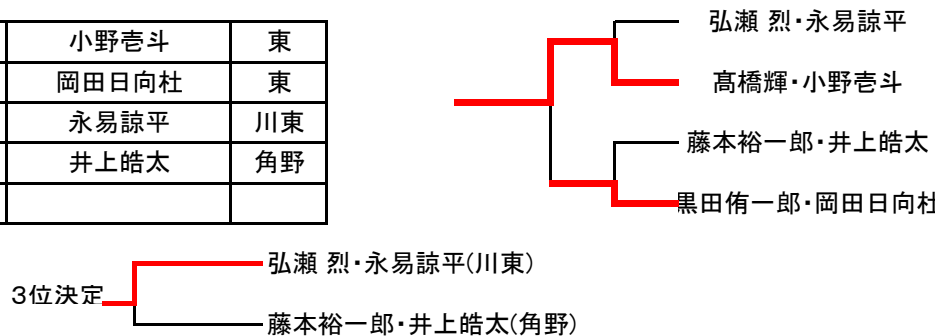 小野壱斗 東
岡田日向杜 東
永易諒平 川東
井上皓太 角野
弘瀬 烈・永易諒平
髙橋輝・小野壱斗
藤本裕一郎・井上皓太
黒田侑一郎・岡田日向杜
3位決定
弘瀬 烈・永易諒平(川東)
藤本裕一郎・井上皓太(角野)